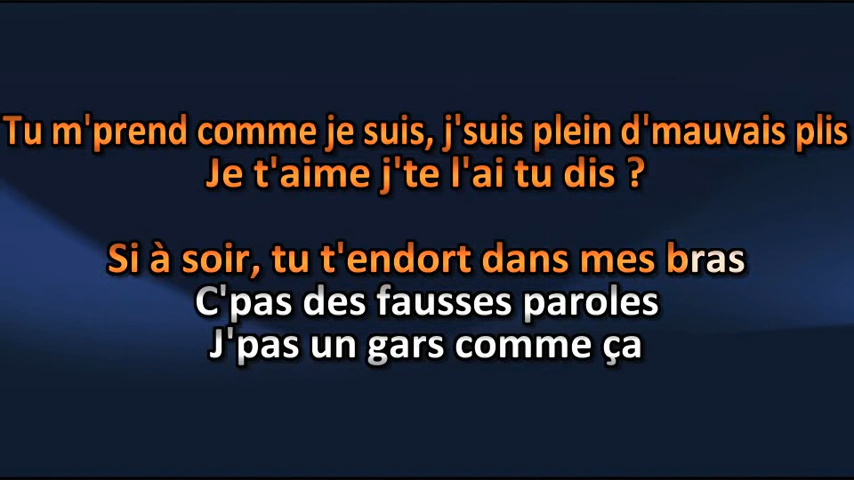 Tu m'prend comme je suis, j'suis plein d'mauvais plis
Je t'aime j'te l'ai tu dis ?
Si à soir, tu t'endort dans mes bras
C'pas des fausses paroles
J'pas un gars comme ça